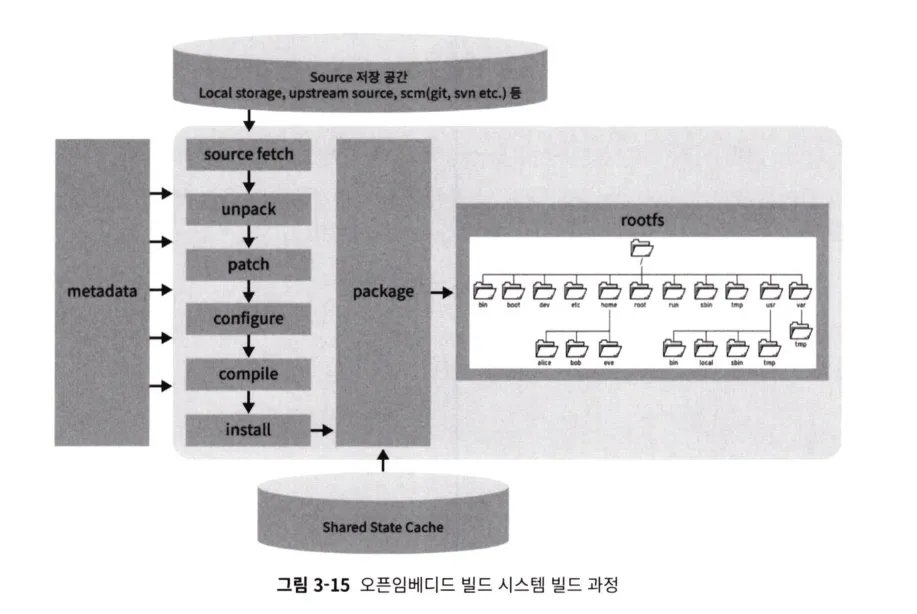 Source 저장 공간
Local storage, upstream source, scm(git, svn etc.) 등
metadata
source fetch
unpack
patch
configure
compile
install
package
rootfs
/
bin boot dev etc home root run sbin tmp usr var
alice bob eve bin local sbin tmp tmp
Shared State Cache
그림 3-15 오픈임베디드 빌드 시스템 빌드 과정